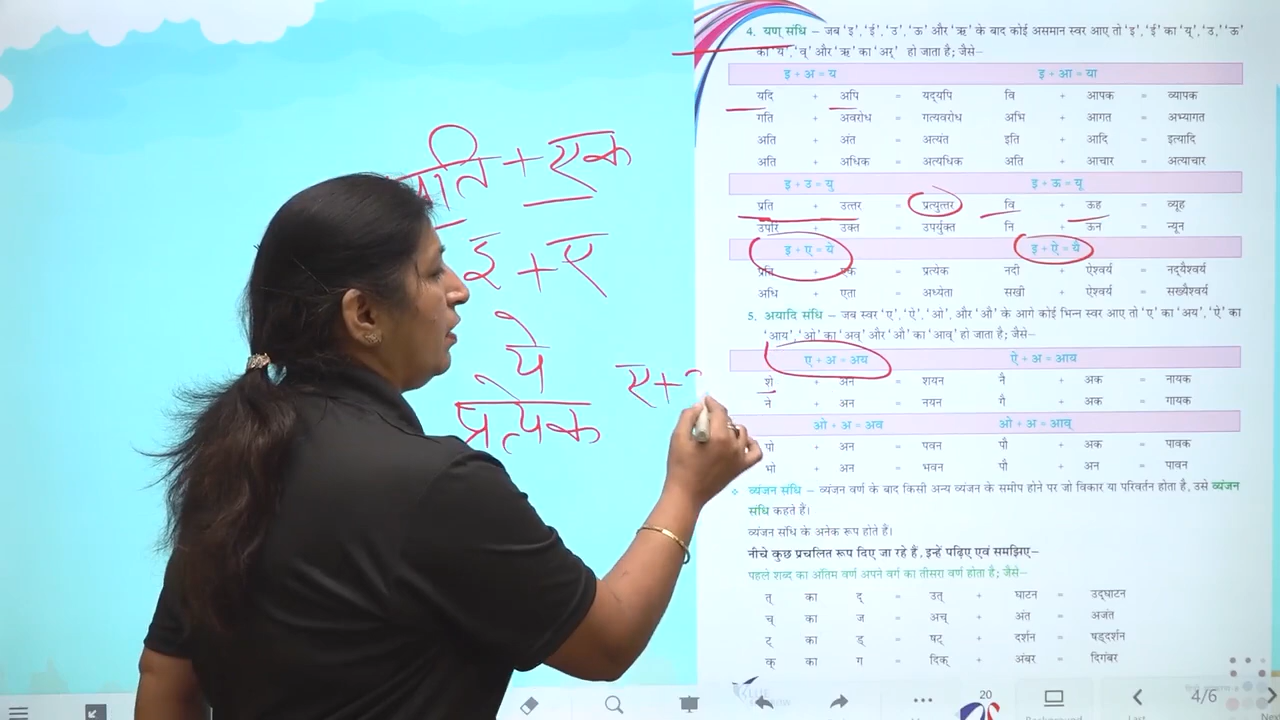 प्रति + एक
इ + ए
ये
प्रत्येक
ए +
4. यण् संधि – जब 'इ', 'ई', 'उ', 'ऊ' और 'ऋ' के बाद कोई असमान स्वर आए तो 'इ', 'ई' का 'य्', 'उ, ''ऊ'
का 'य', 'व्' और 'ऋ' का 'अर्' हो जाता है; जैसे–
इ + अ = य इ + आ = या
यदि + अपि = यद्यपि वि + आपक = व्यापक
गति + अवरोध = गत्यवरोध अभि + आगत = अभ्यागत
अति + अंत = अत्यंत इति + आदि = इत्यादि
अति + अधिक = अत्यधिक अति + आचार = अत्याचार
इ + उ = यु इ + ऊ = यू
प्रति + उत्तर = प्रत्युत्तर वि + ऊह = व्यूह
उपरि + उक्त = उपर्युक्त नि + ऊन = न्यून
इ + ए = ये इ + ऐ = यै
प्रति + एक = प्रत्येक नदी + ऐश्वर्य = नद्यैश्वर्य
अधि + एता = अध्येता सखी + ऐश्वर्य = सख्यैश्वर्य
5. अयादि संधि – जब स्वर 'ए', 'ऐ', 'ओ', और 'औ' के आगे कोई भिन्न स्वर आए तो 'ए' का 'अय', 'ऐ' का
'आय', 'ओ' का 'अव्' और 'औ' का 'आव्' हो जाता है; जैसे–
ए + अ = अय ऐ + अ = आय
शे + अन = शयन नै + अक = नायक
ने + अन = नयन गै + अक = गायक
ओ + अ = अव ओ + अ = आव्
पो + अन = पवन पौ + अक = पावक
भो + अन = भवन पौ + अन = पावन
व्यंजन संधि – व्यंजन वर्ण के बाद किसी अन्य व्यंजन के समीप होने पर जो विकार या परिवर्तन होता है, उसे व्यंजन
संधि कहते हैं।
व्यंजन संधि के अनेक रूप होते हैं।
नीचे कुछ प्रचलित रूप दिए जा रहे हैं, इन्हें पढ़िए एवं समझिए–
पहले शब्द का अंतिम वर्ण अपने वर्ग का तीसरा वर्ण होता है; जैसे–
त् का द् = उत् + घाटन = उद्घाटन
च् का ज = अच् + अंत = अजंत
ट् का ड् = षट् + दर्शन = षड्दर्शन
क् का ग = दिक् + अंबर = दिगंबर
20
4/6